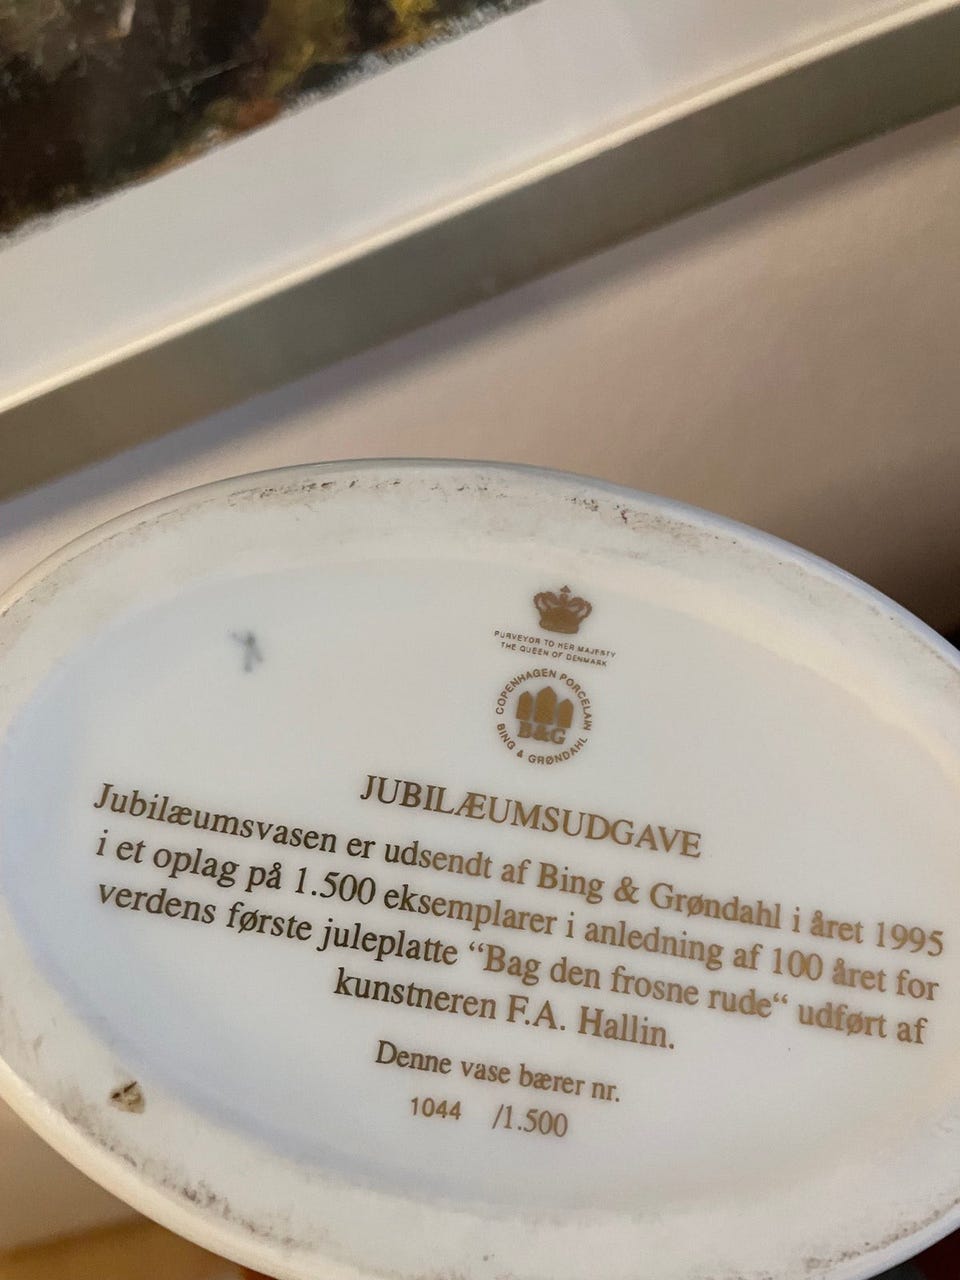 PURVEYOR TO HER MAJESTY
THE QUEEN OF DENMARK
COPENHAGEN PORCELAIN
B&G
BING & GRØNDAHL
JUBILÆUMSUDGAVE
Jubilæumsvasen er udsendt af Bing & Grøndahl i året 1995
i et oplag på 1.500 eksemplarer i anledning af 100 året for
verdens første juleplatte “Bag den frosne rude“ udført af
kunstneren F.A. Hallin.
Denne vase bærer nr.
1044 /1.500